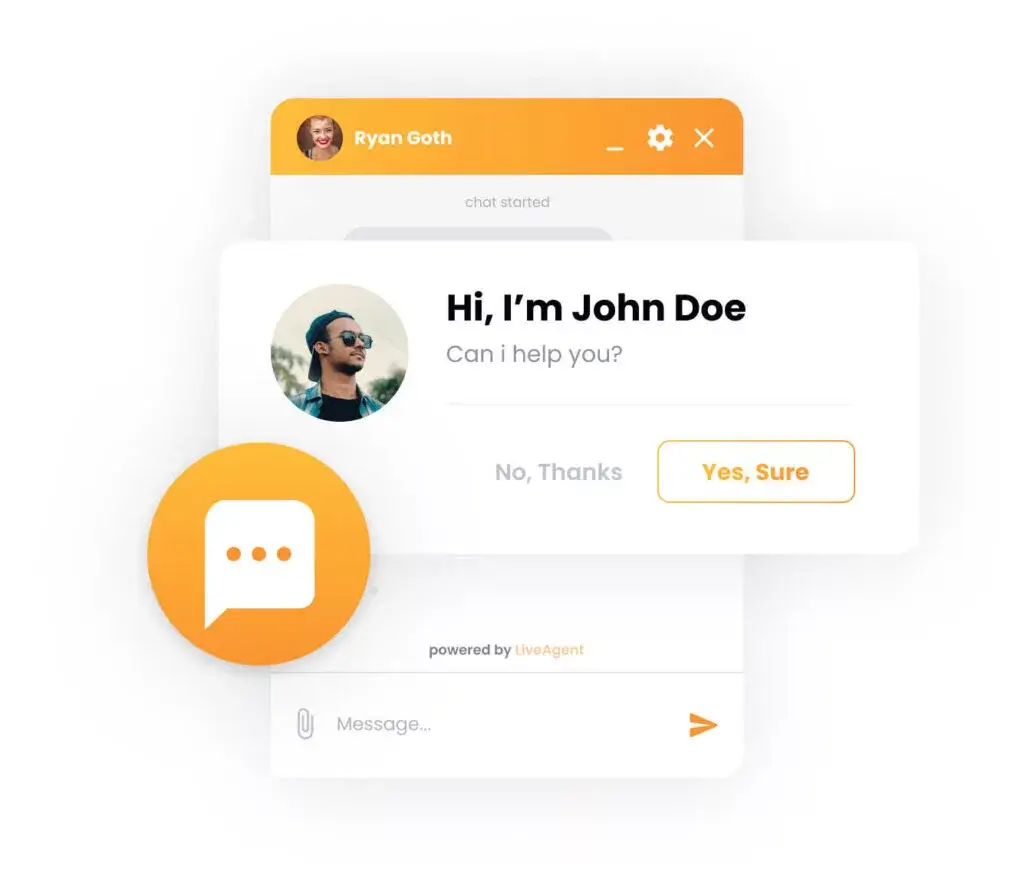 Ryan Goth
chat started
Hi, I’m John Doe
Can i help you?
No, Thanks
Yes, Sure
powered by LiveAgent
Message...